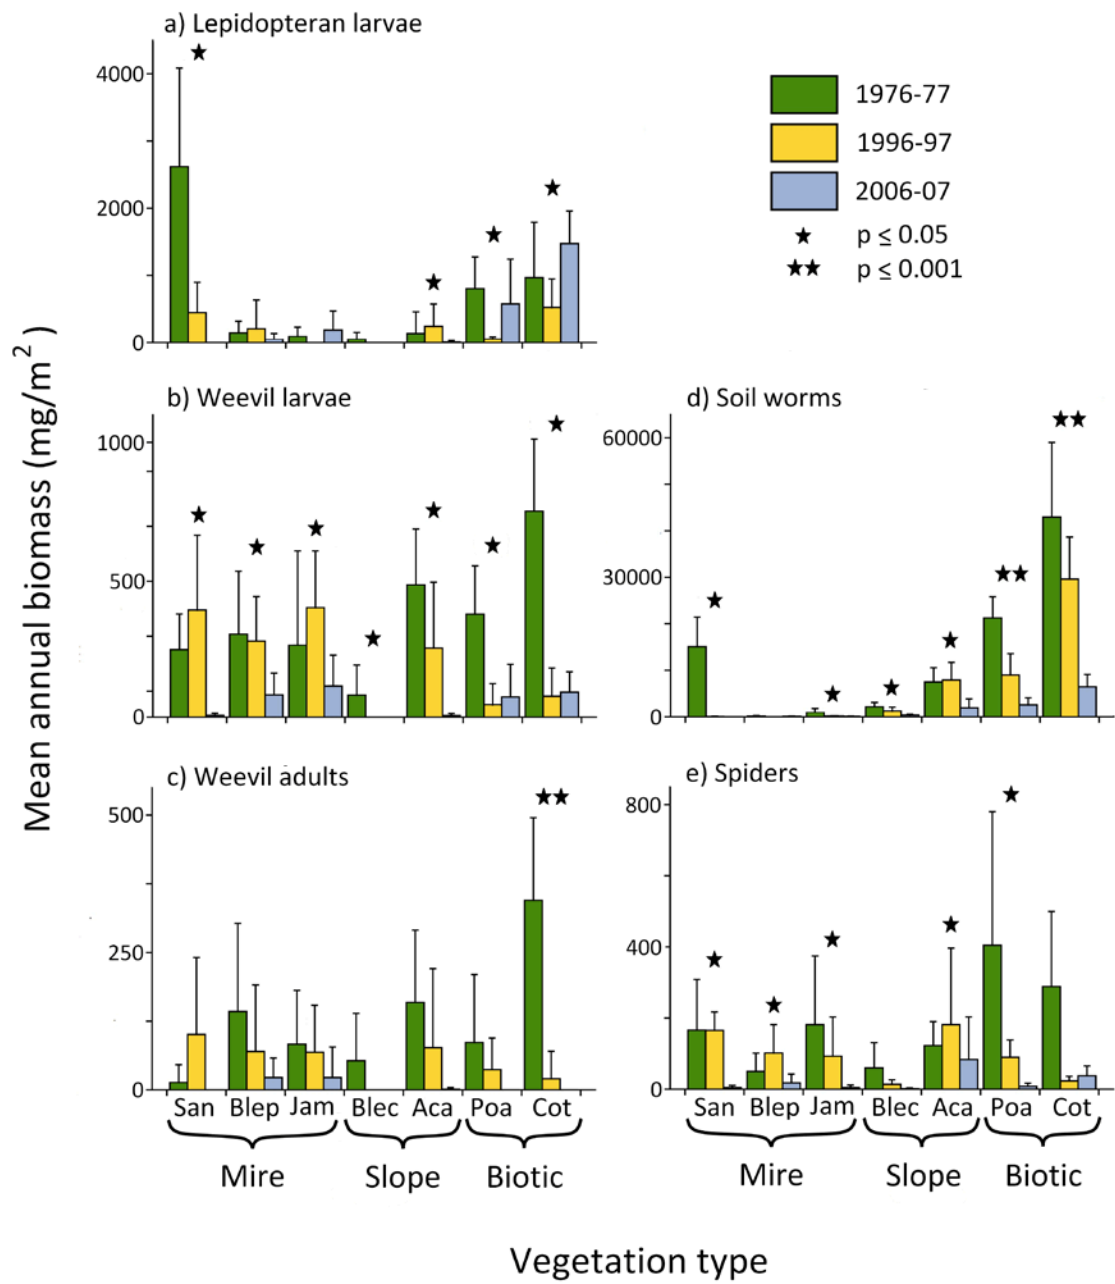 a) Lepidopteran larvae
4000
2000
0
1976-77
1996-97
2006-07
★ p ≤ 0.05
★★ p ≤ 0.001
Mean annual biomass (mg/m²)
b) Weevil larvae
1000
500
0
d) Soil worms
60000
30000
0
c) Weevil adults
500
250
0
San Blep Jam Blec Aca Poa Cot
Mire Slope Biotic
e) Spiders
800
400
0
San Blep Jam Blec Aca Poa Cot
Mire Slope Biotic
Vegetation type